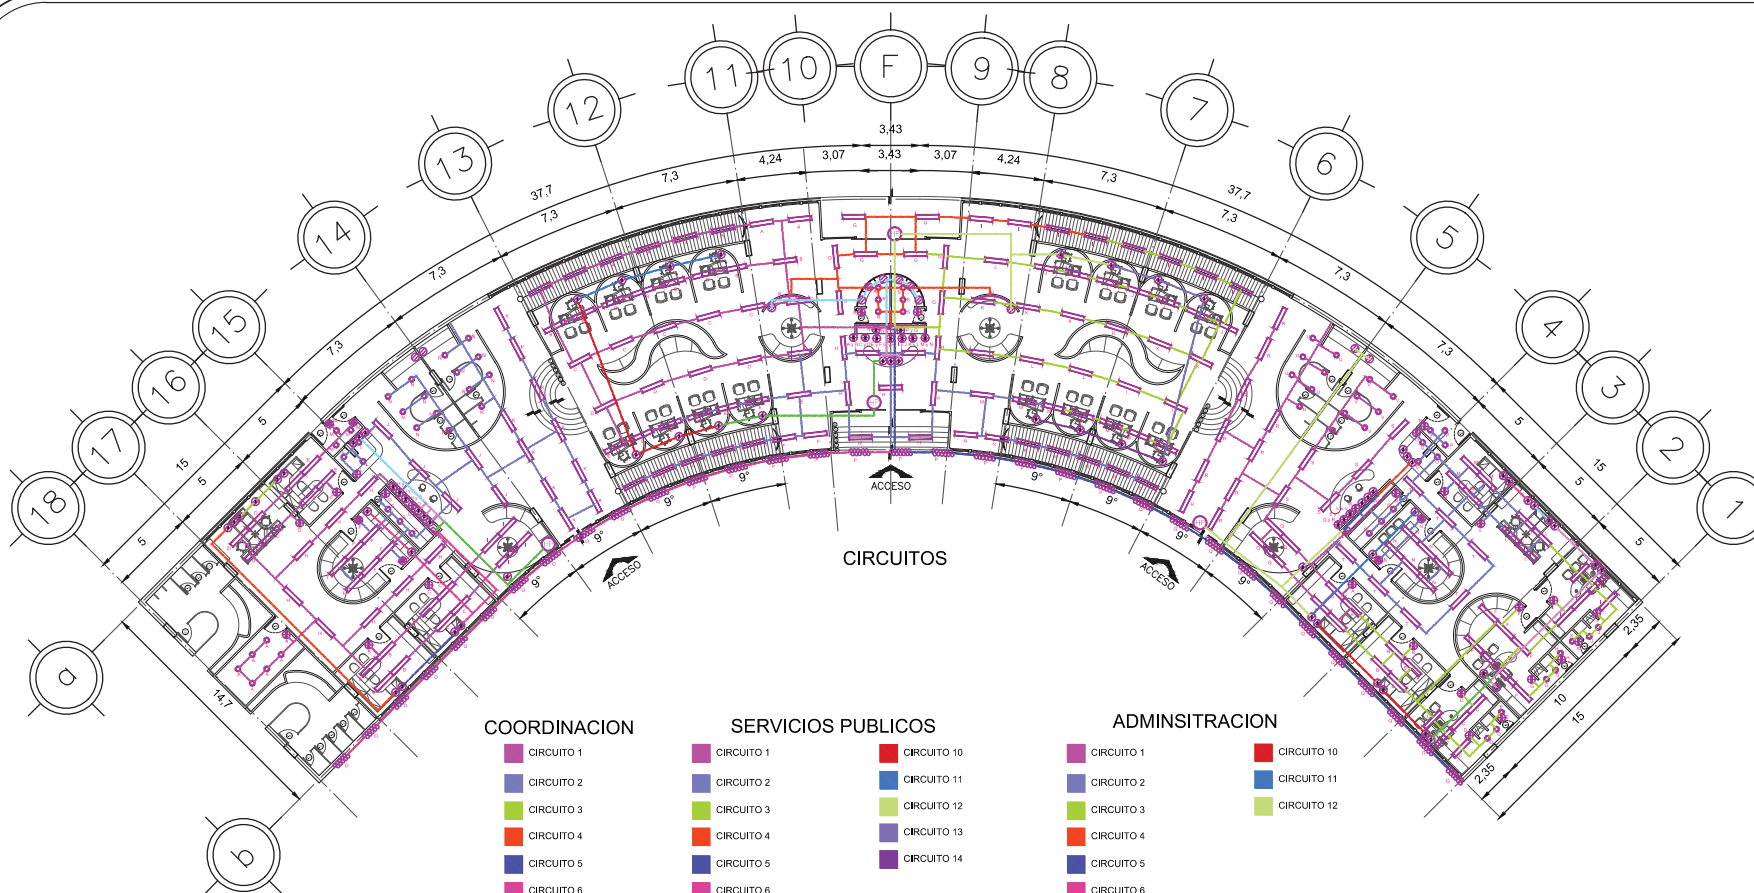 11
10
F
9
8
12
7
13
6
14
5
15
4
16
3
17
2
18
1
a
b
3,43
4,24
3,07
3,43
3,07
4,24
7,3
7,3
37,7
37,7
7,3
7,3
7,3
7,3
7,3
7,3
5
5
15
15
5
5
5
5
14,7
2,35
10
15
2,35
9°
9°
9°
9°
9°
9°
9°
9°
ACCESO
ACCESO
ACCESO
CIRCUITOS
COORDINACION
CIRCUITO 1
CIRCUITO 2
CIRCUITO 3
CIRCUITO 4
CIRCUITO 5
CIRCUITO 6
SERVICIOS PUBLICOS
CIRCUITO 1
CIRCUITO 2
CIRCUITO 3
CIRCUITO 4
CIRCUITO 5
CIRCUITO 6
CIRCUITO 10
CIRCUITO 11
CIRCUITO 12
CIRCUITO 13
CIRCUITO 14
ADMINSITRACION
CIRCUITO 1
CIRCUITO 2
CIRCUITO 3
CIRCUITO 4
CIRCUITO 5
CIRCUITO 6
CIRCUITO 10
CIRCUITO 11
CIRCUITO 12